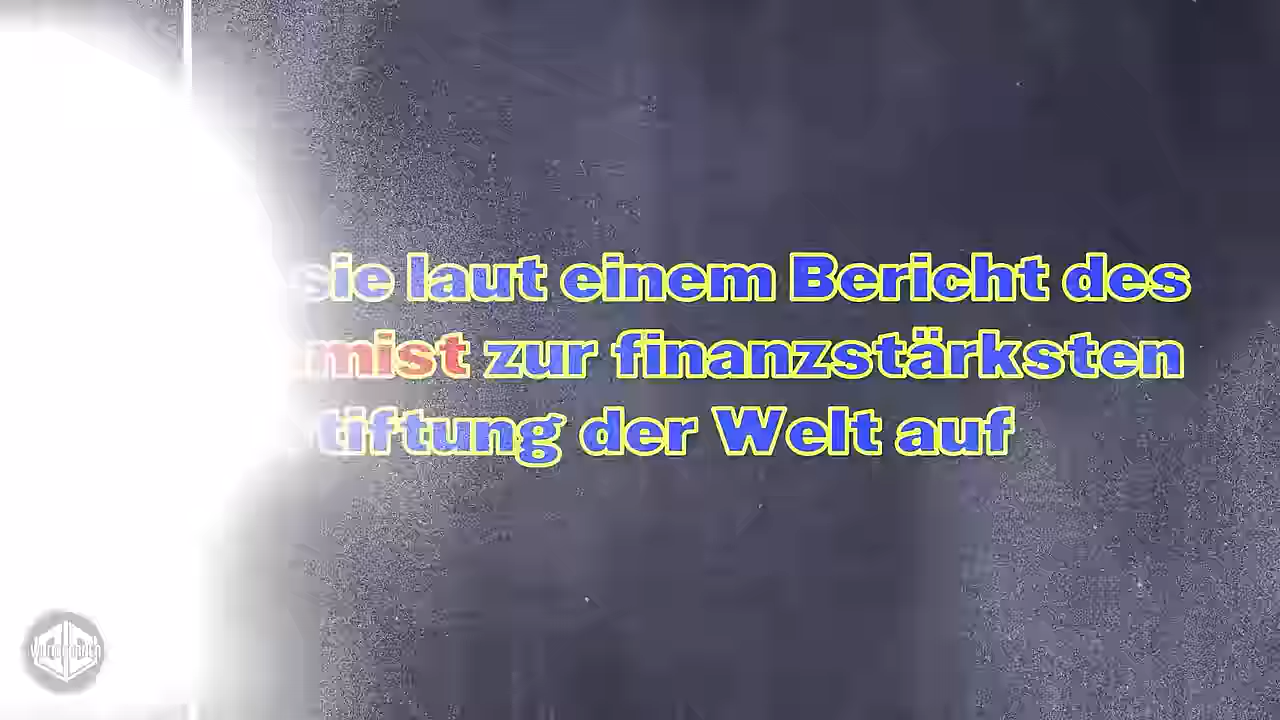 sie laut einem Bericht des
mist zur finanzstärksten
tiftung der Welt auf